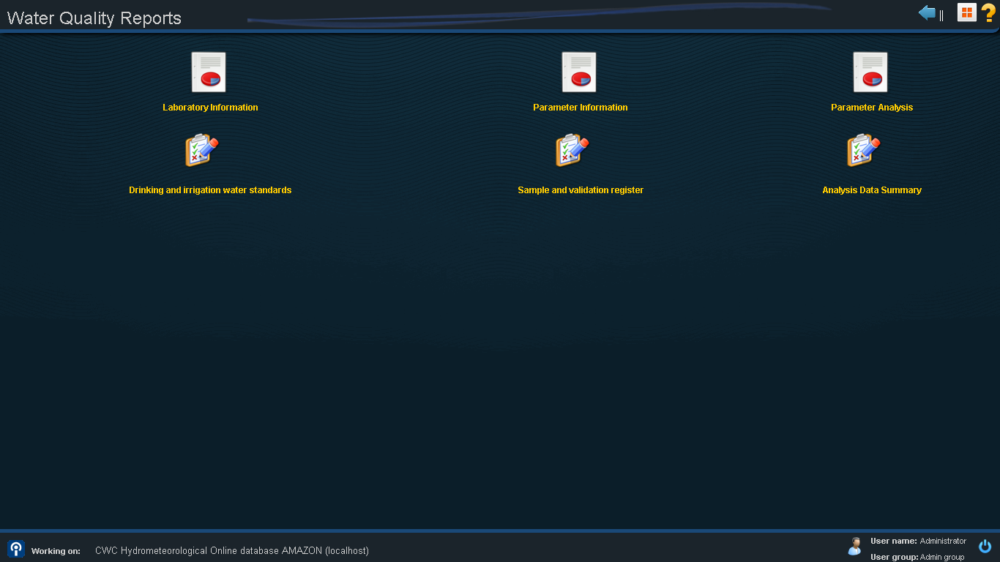 Water Quality Reports
Laboratory Information
Parameter Information
Parameter Analysis
Drinking and irrigation water standards
Sample and validation register
Analysis Data Summary
Working on: CWC Hydrometeorological Online database AMAZON (localhost)
User name: Administrator
User group: Admin group